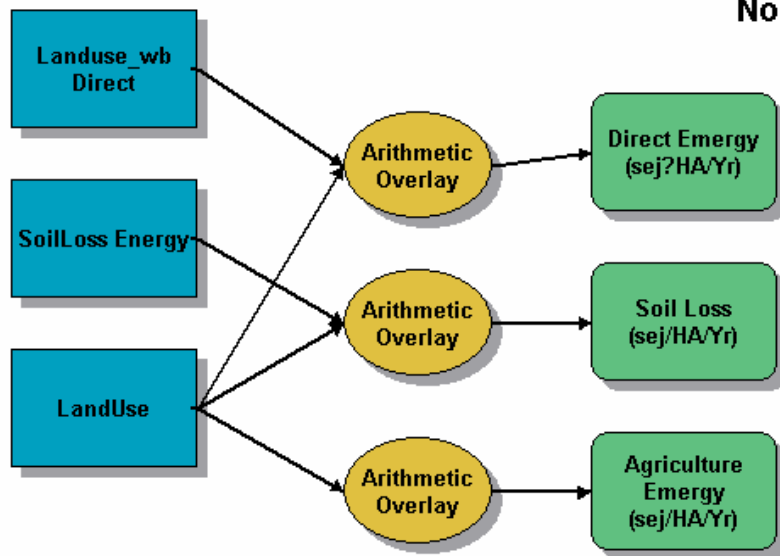 No
Landuse_wb
Direct
Arithmetic
Overlay
Direct Emergy
(sej?HA/Yr)
SoilLoss Energy
Arithmetic
Overlay
Soil Loss
(sej/HA/Yr)
LandUse
Arithmetic
Overlay
Agriculture
Emergy
(sej/HA/Yr)